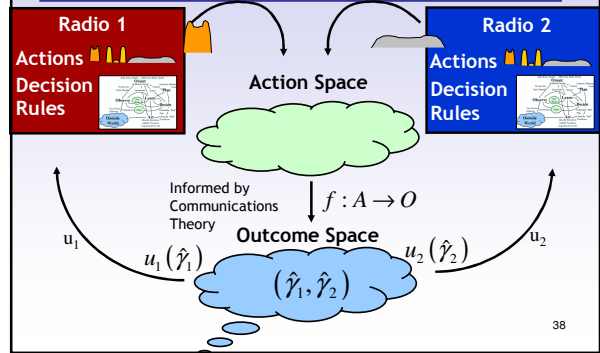 Radio 1
Actions
Decision
Rules
Radio 2
Actions
Decision
Rules
Action Space
Informed by
Communications
Theory
f : A → O
Outcome Space
u₁
u₁(γ̂₁)
(γ̂₁, γ̂₂)
u₂(γ̂₂)
u₂
38